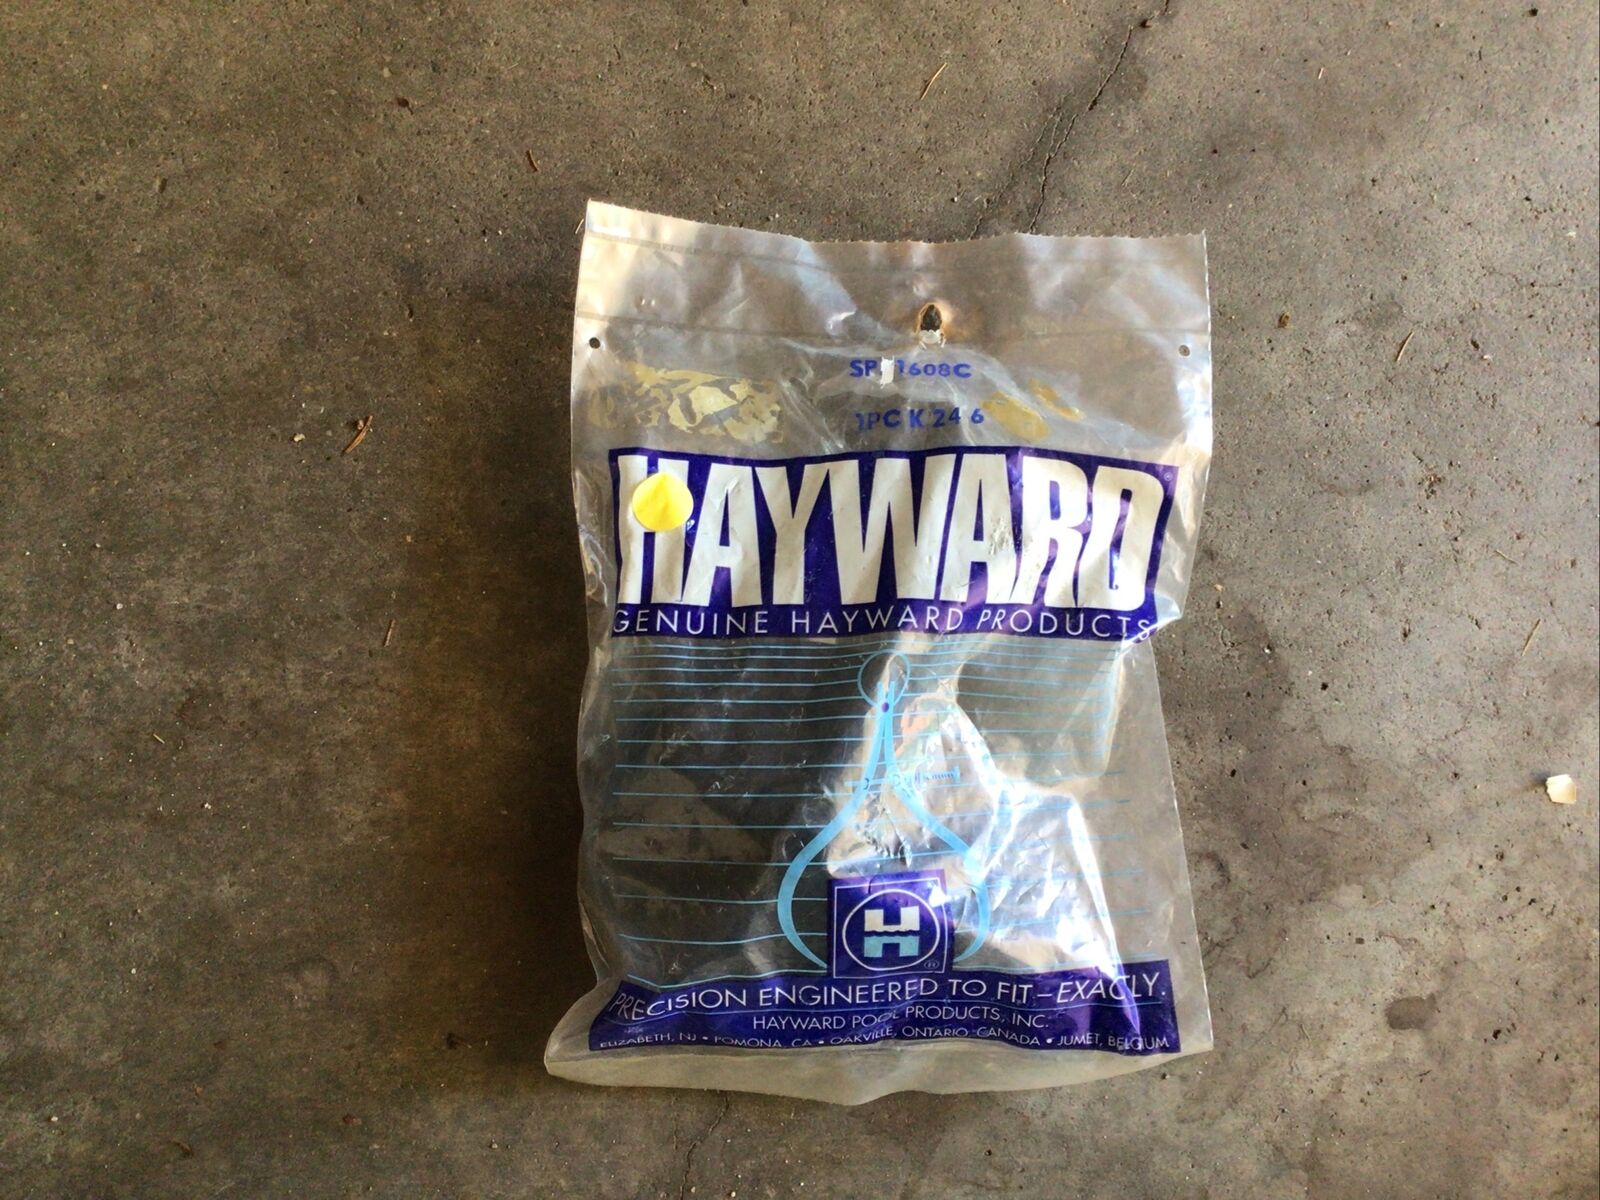 SP 1608C
1PC K 24 6
HAYWARD®
GENUINE HAYWARD PRODUCTS
H
®
PRECISION ENGINEERED TO FIT–EXACTLY.
HAYWARD POOL PRODUCTS, INC.
ELIZABETH, NJ • POMONA, CA • OAKVILLE, ONTARIO CANADA • JUMET, BELGIUM